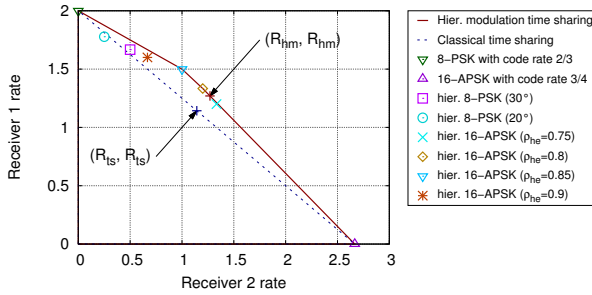 2
1.5
1
0.5
0
0
0.5
1
1.5
2
2.5
3
Receiver 1 rate
Receiver 2 rate
(R_hm, R_hm)
(R_ts, R_ts)
Hier. modulation time sharing
Classical time sharing
8−PSK with code rate 2/3
16−APSK with code rate 3/4
hier. 8−PSK (30°)
hier. 8−PSK (20°)
hier. 16−APSK (ρ_he=0.75)
hier. 16−APSK (ρ_he=0.8)
hier. 16−APSK (ρ_he=0.85)
hier. 16−APSK (ρ_he=0.9)